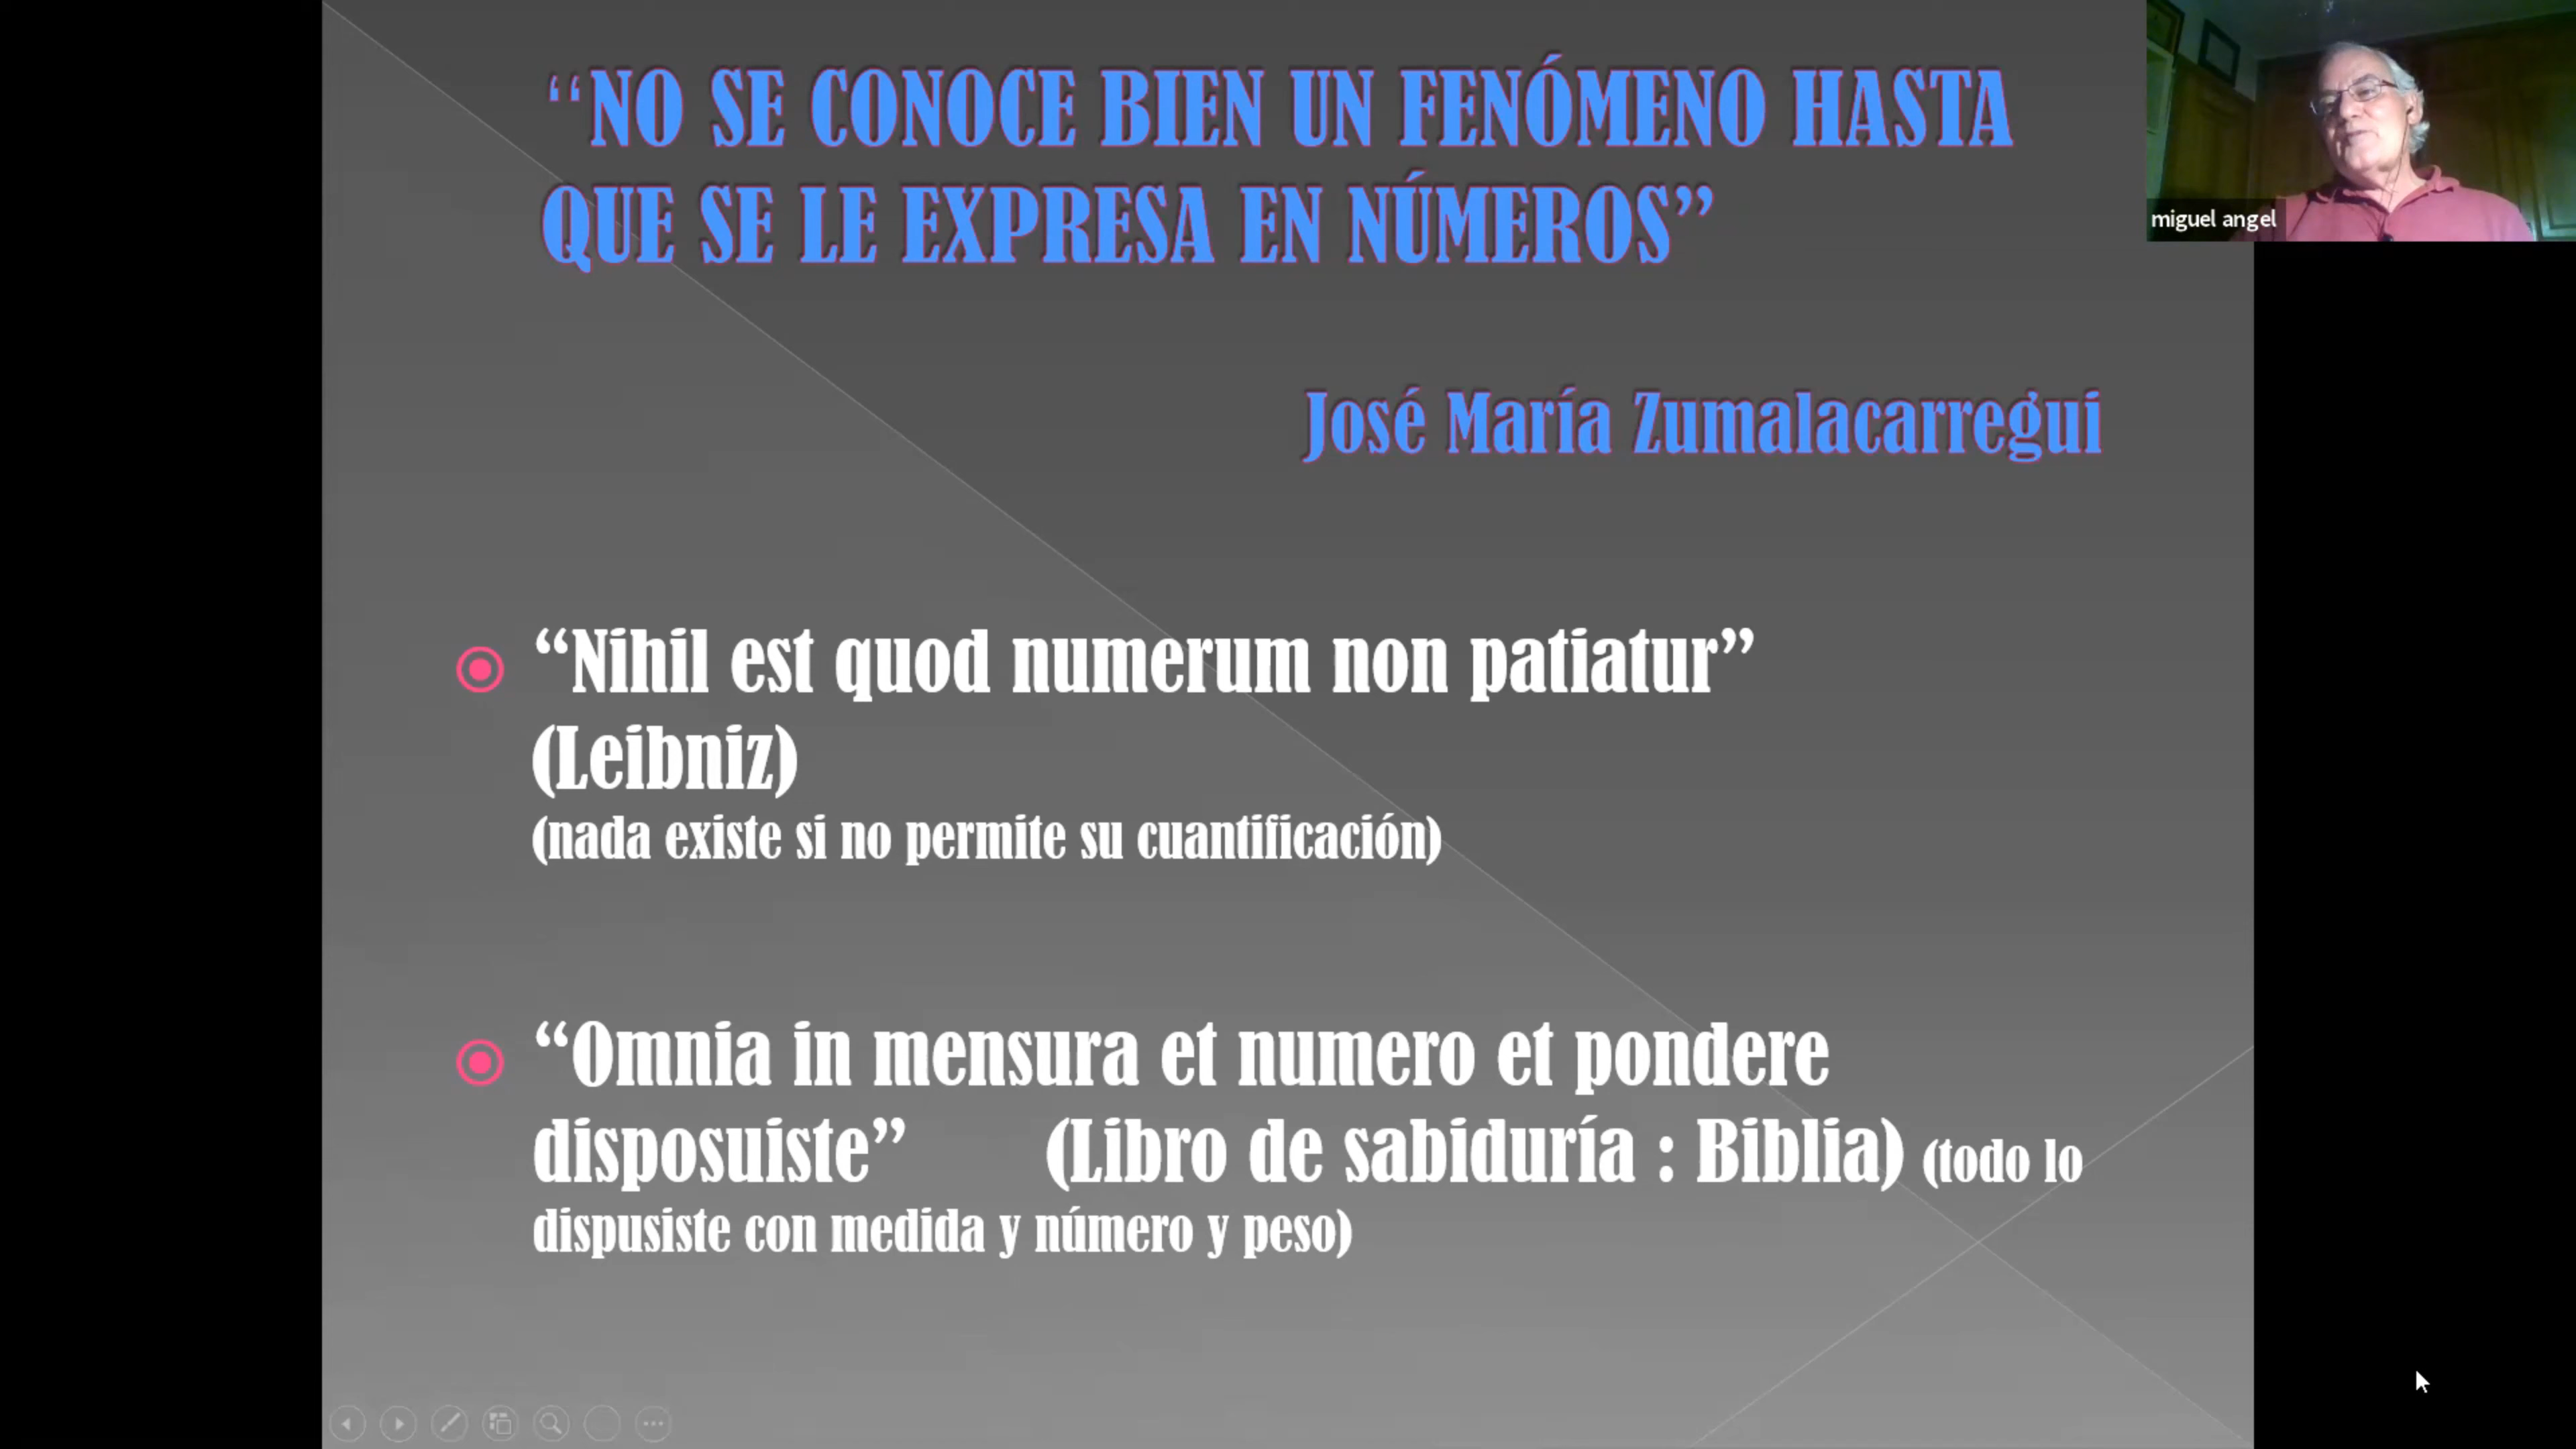 ‘‘NO SE CONOCE BIEN UN FENÓMENO HASTA
QUE SE LE EXPRESA EN NÚMEROS”
José María Zumalacarregui
“Nihil est quod numerum non patiatur”
(Leibniz)
(nada existe si no permite su cuantificación)
“Omnia in mensura et numero et pondere
disposuiste” (Libro de sabiduría : Biblia) (todo lo
dispusiste con medida y número y peso)
miguel angel